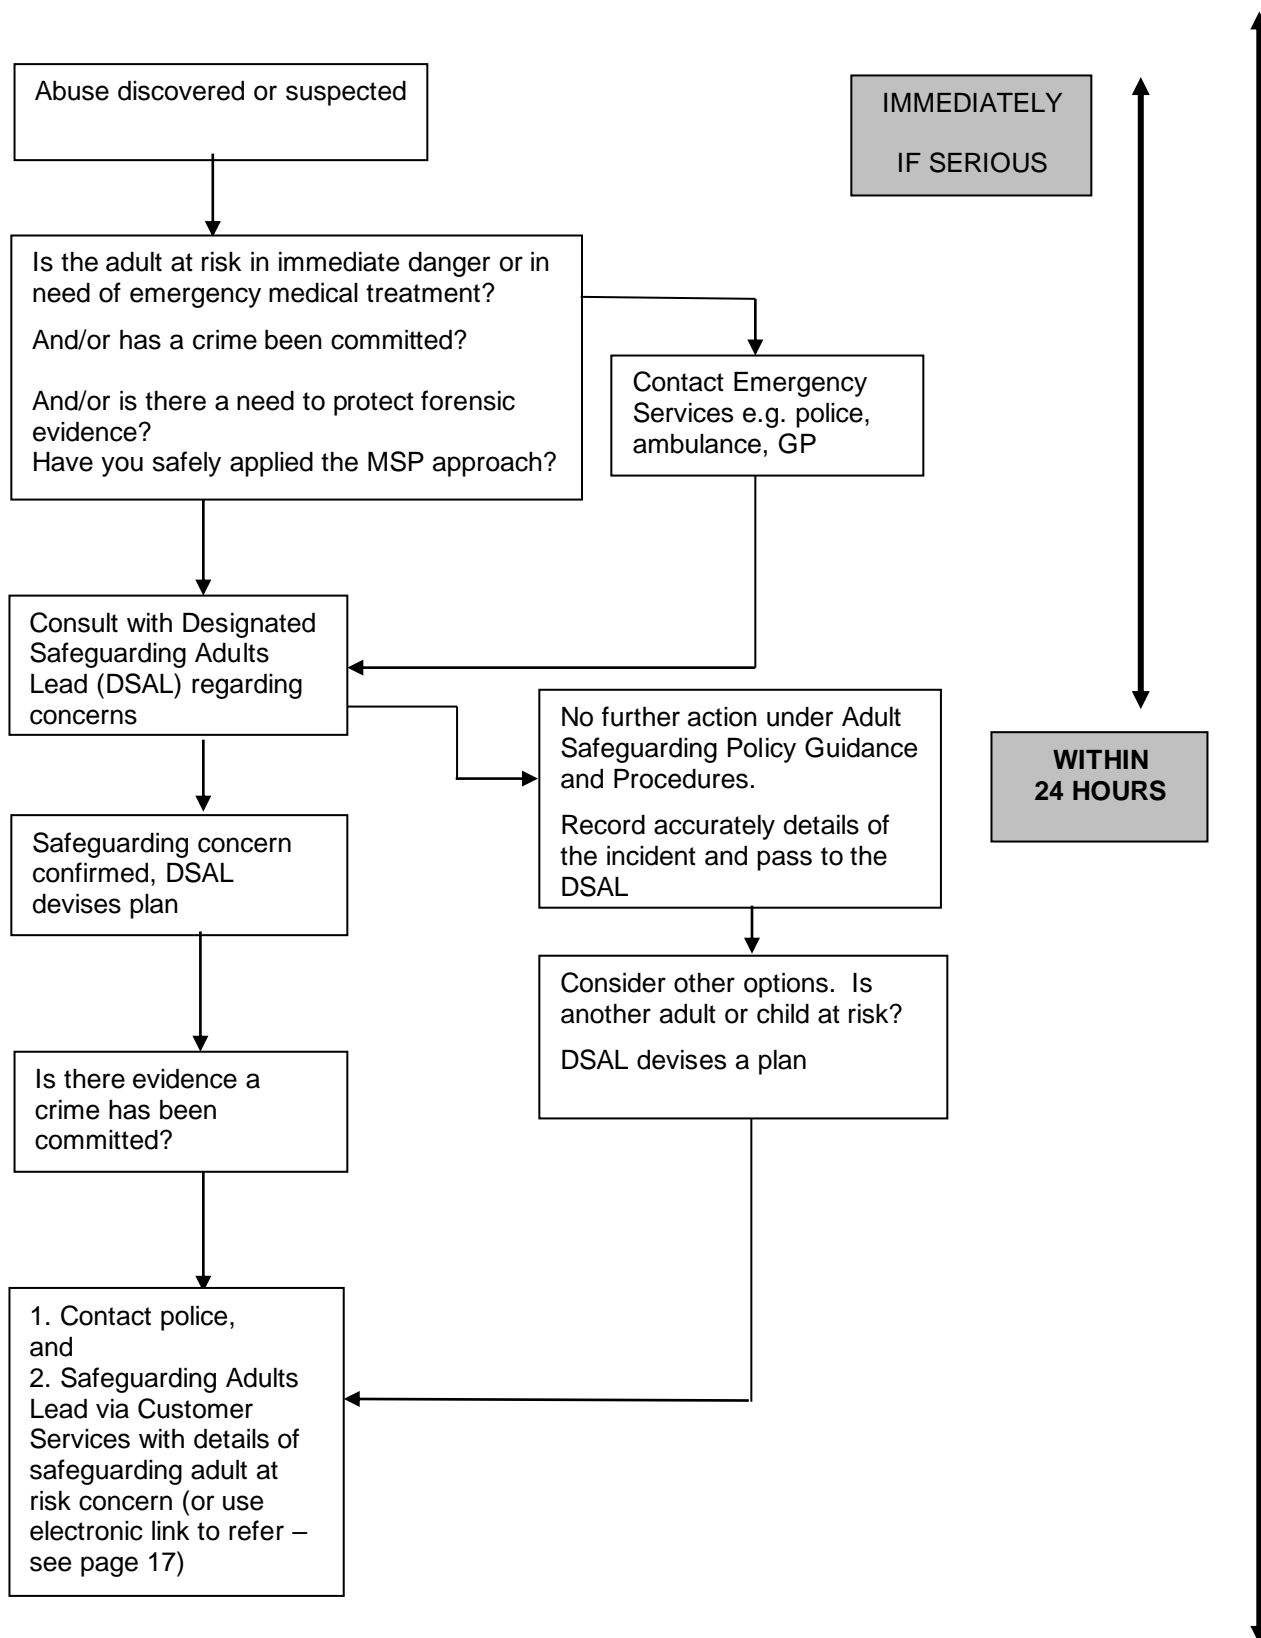 Abuse discovered or suspected
IMMEDIATELY
IF SERIOUS
Is the adult at risk in immediate danger or in
need of emergency medical treatment?
And/or has a crime been committed?
And/or is there a need to protect forensic
evidence?
Have you safely applied the MSP approach?
Contact Emergency
Services e.g. police,
ambulance, GP
Consult with Designated
Safeguarding Adults
Lead (DSAL) regarding
concerns
No further action under Adult
Safeguarding Policy Guidance
and Procedures.
Record accurately details of
the incident and pass to the
DSAL
WITHIN
24 HOURS
Safeguarding concern
confirmed, DSAL
devises plan
Consider other options.  Is
another adult or child at risk?
DSAL devises a plan
Is there evidence a
crime has been
committed?
1. Contact police,
and
2. Safeguarding Adults
Lead via Customer
Services with details of
safeguarding adult at
risk concern (or use
electronic link to refer –
see page 17)